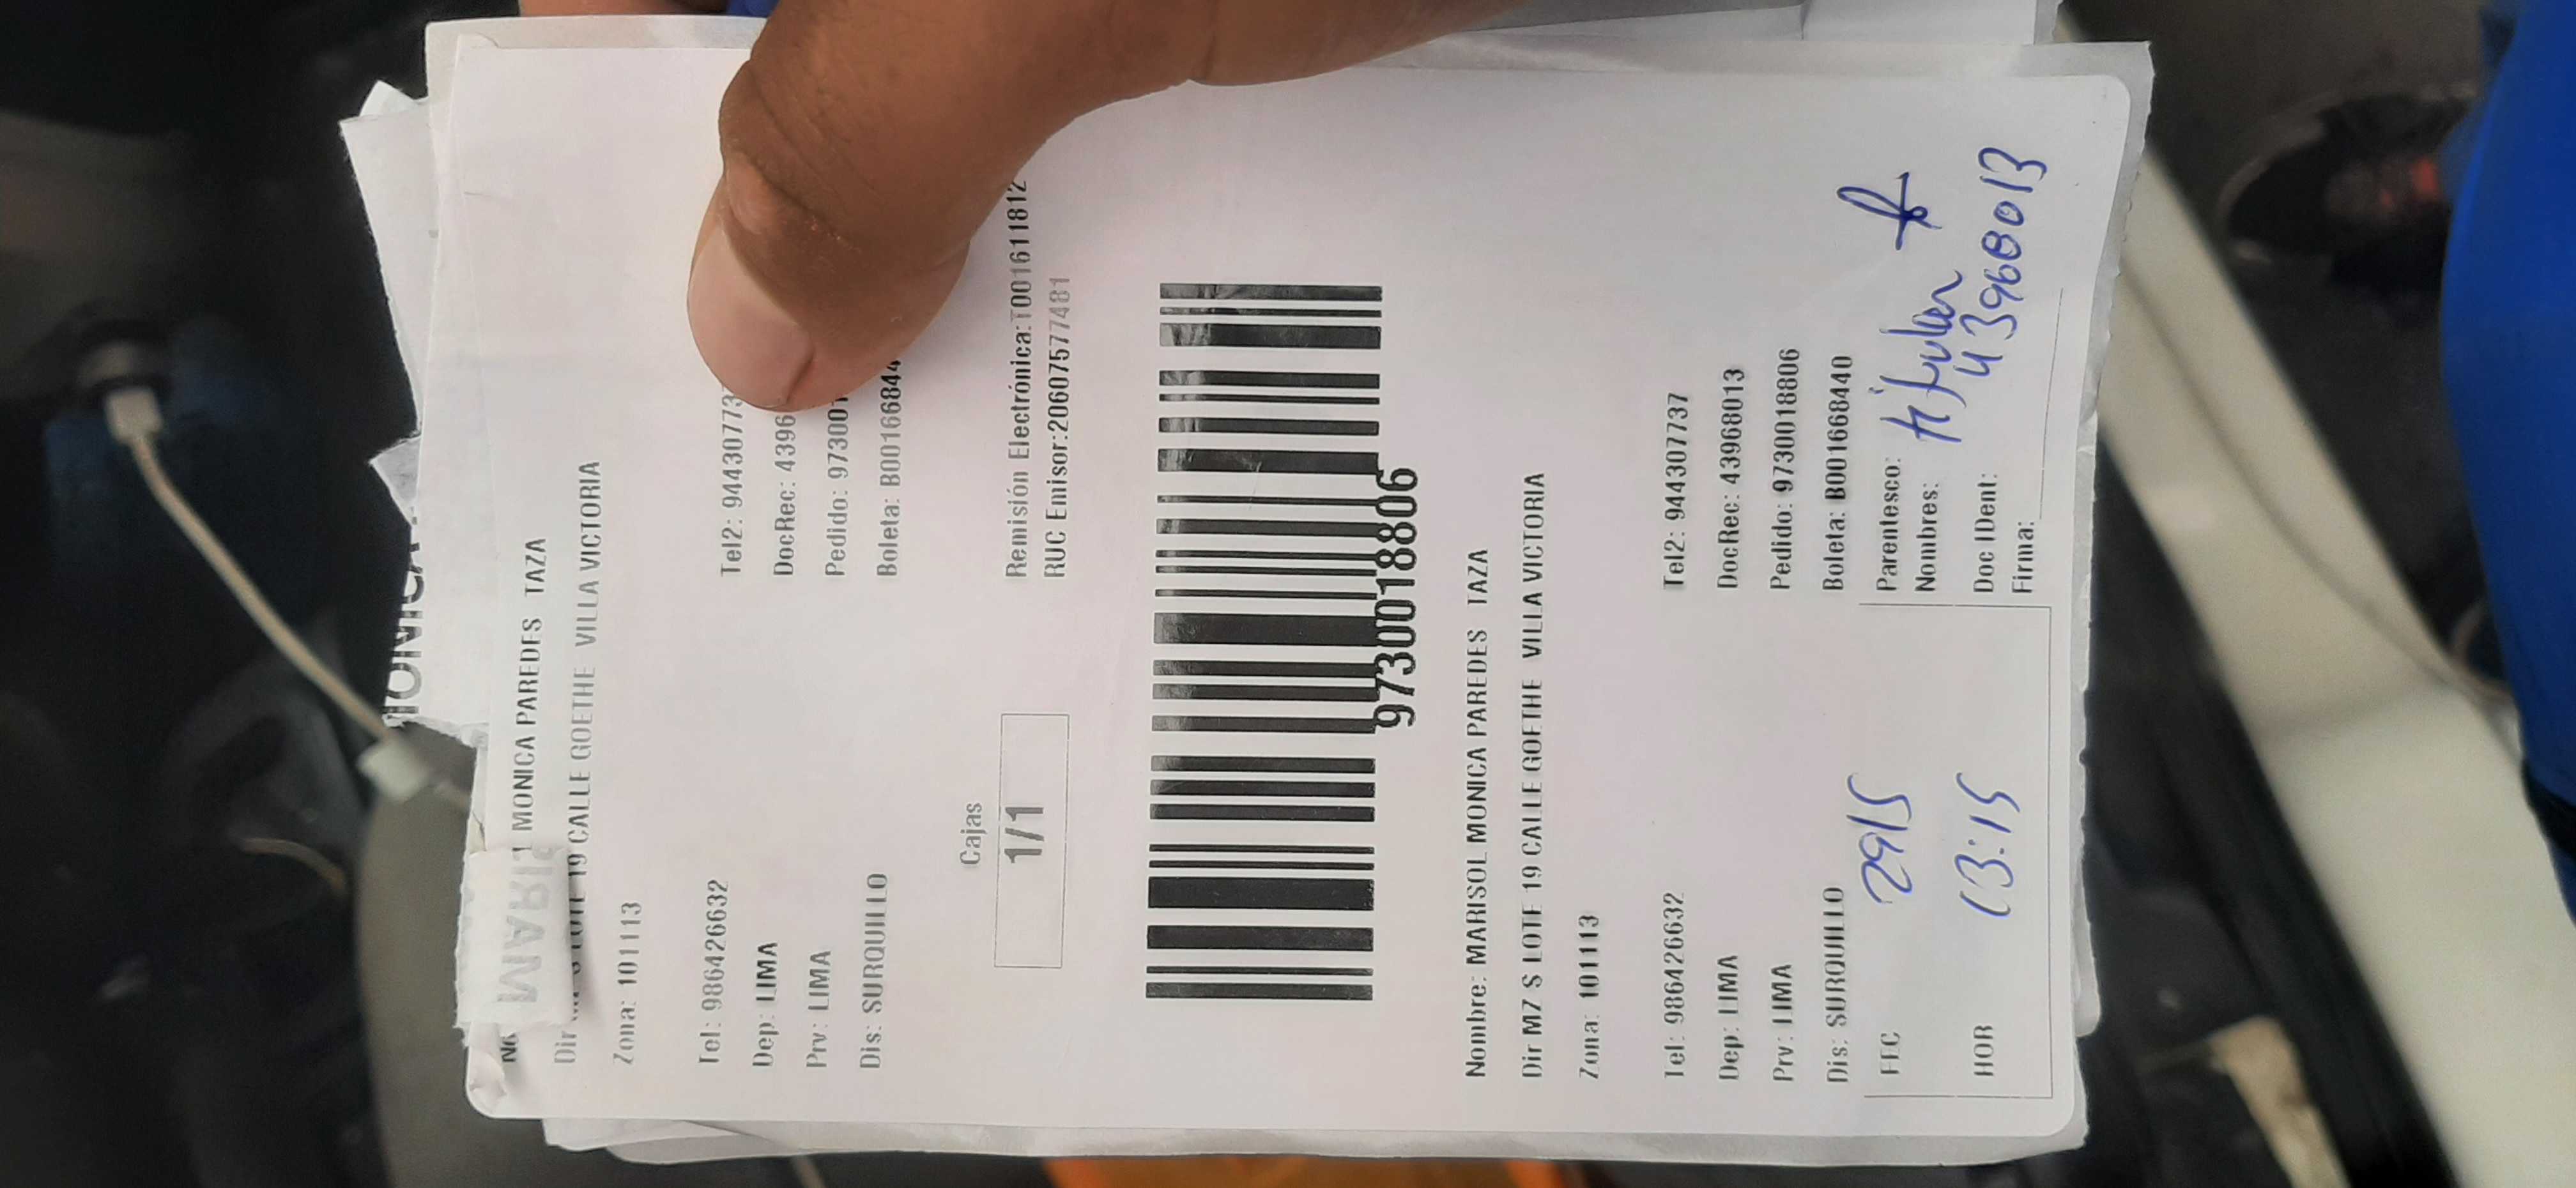 MONICA
MARI
MONICA PAREDES TAZA
Dir
LOTE 19 CALLE GOETHE VILLA VICTORIA
Zona: 101113
Tel: 986426632
Tel2: 94430773
Dep: LIMA
DocRec: 4396
Prv: LIMA
Pedido: 973001
Dis: SURQUILLO
Boleta: B00166844
Cajas
1/1
Remisión Electrónica:T001611812
RUC Emisor:20607577481
9730018806
Nombre: MARISOL MONICA PAREDES TAZA
Dir MZ S LOTE 19 CALLE GOETHE VILLA VICTORIA
Zona: 101113
Tel: 986426632
Tel2: 944307737
Dep: LIMA
DocRec: 43968013
Prv: LIMA
Pedido: 9730018806
Dis: SURQUILLO
Boleta: B001668440
FEC 29/5
HOR 13:15
Parentesco:
Nombres: titular
Doc IDent: 43968013
Firma: